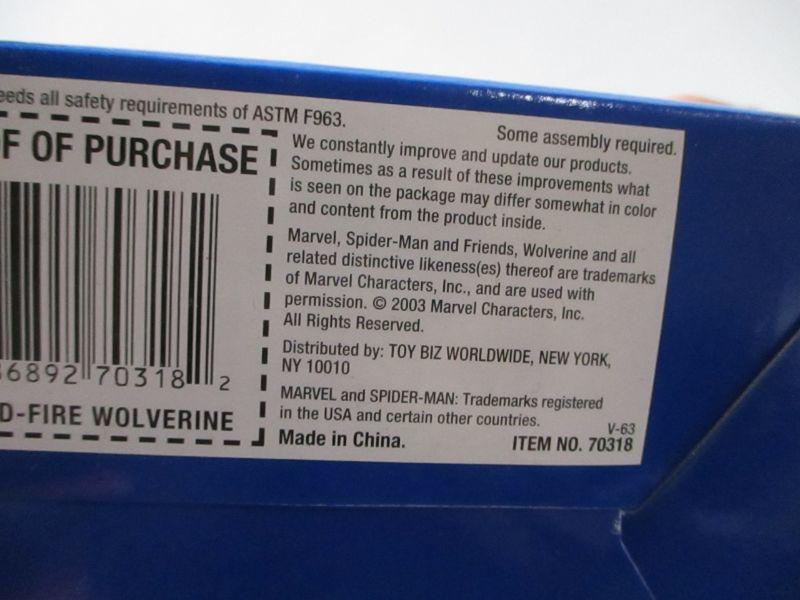 eeds all safety requirements of ASTM F963.
F OF PURCHASE
6892 70318 2
D-FIRE WOLVERINE
Some assembly required.
We constantly improve and update our products.
Sometimes as a result of these improvements what
is seen on the package may differ somewhat in color
and content from the product inside.
Marvel, Spider-Man and Friends, Wolverine and all
related distinctive likeness(es) thereof are trademarks
of Marvel Characters, Inc., and are used with
permission. © 2003 Marvel Characters, Inc.
All Rights Reserved.
Distributed by: TOY BIZ WORLDWIDE, NEW YORK,
NY 10010
MARVEL and SPIDER-MAN: Trademarks registered
in the USA and certain other countries.
V-63
Made in China.
ITEM NO. 70318